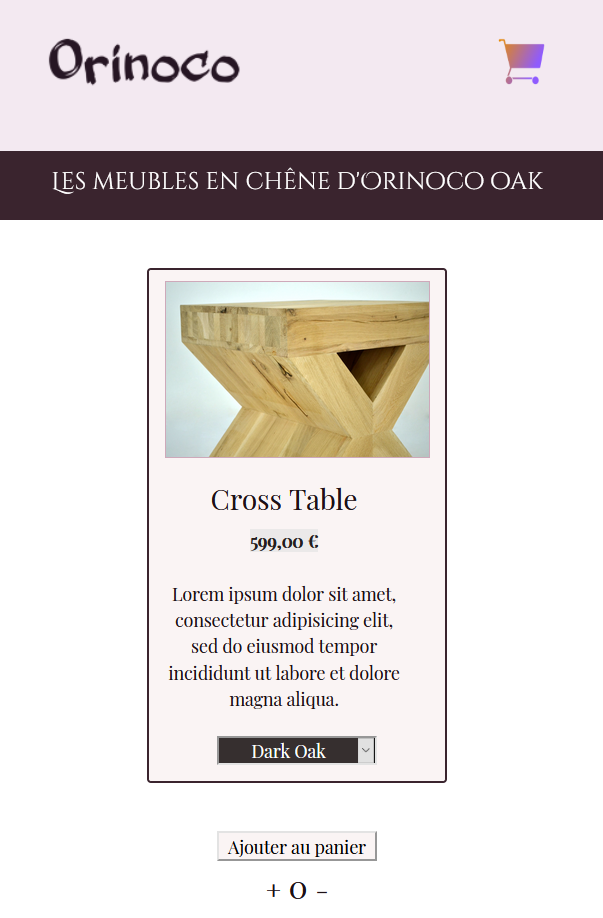 Orinoco
Les meubles en chêne d'Orinoco Oak
Cross Table
599,00 €
Lorem ipsum dolor sit amet,
consectetur adipisicing elit,
sed do eiusmod tempor
incididunt ut labore et dolore
magna aliqua.
Dark Oak
Ajouter au panier
+ 0 -